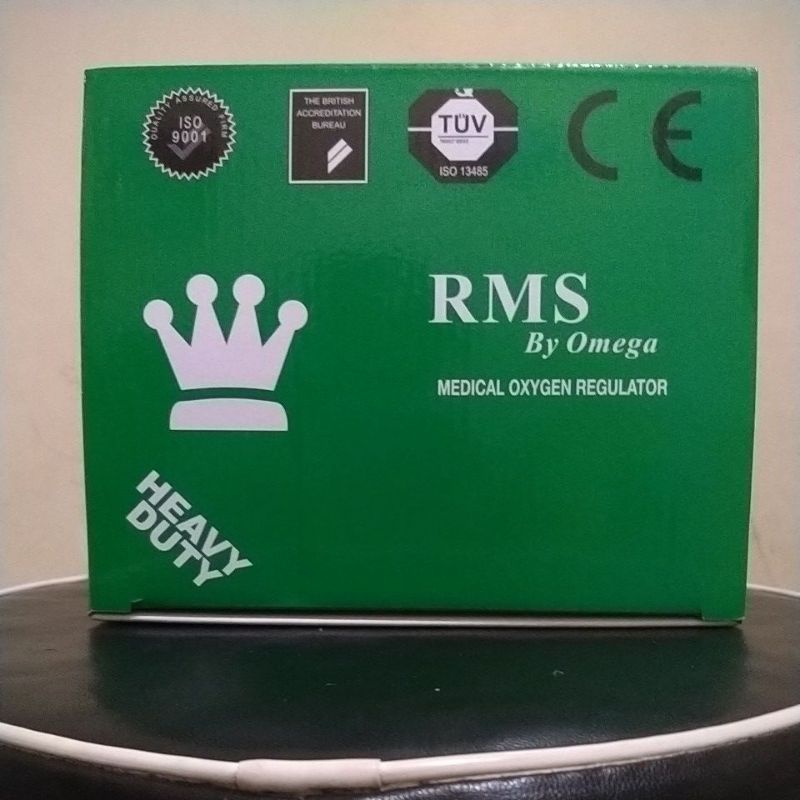 QUALITY ASSURED FIRM
ISO
9001
THE BRITISH
ACCREDITATION
BUREAU
TÜV
ISO 13485
CE
RMS
By Omega
MEDICAL OXYGEN REGULATOR
HEAVY
DUTY